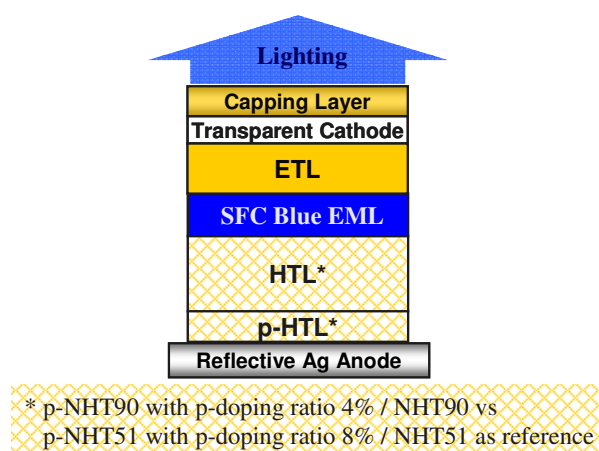 Lighting
Capping Layer
Transparent Cathode
ETL
SFC Blue EML
HTL*
p-HTL*
Reflective Ag Anode
* p-NHT90 with p-doping ratio 4% / NHT90 vs
p-NHT51 with p-doping ratio 8% / NHT51 as reference